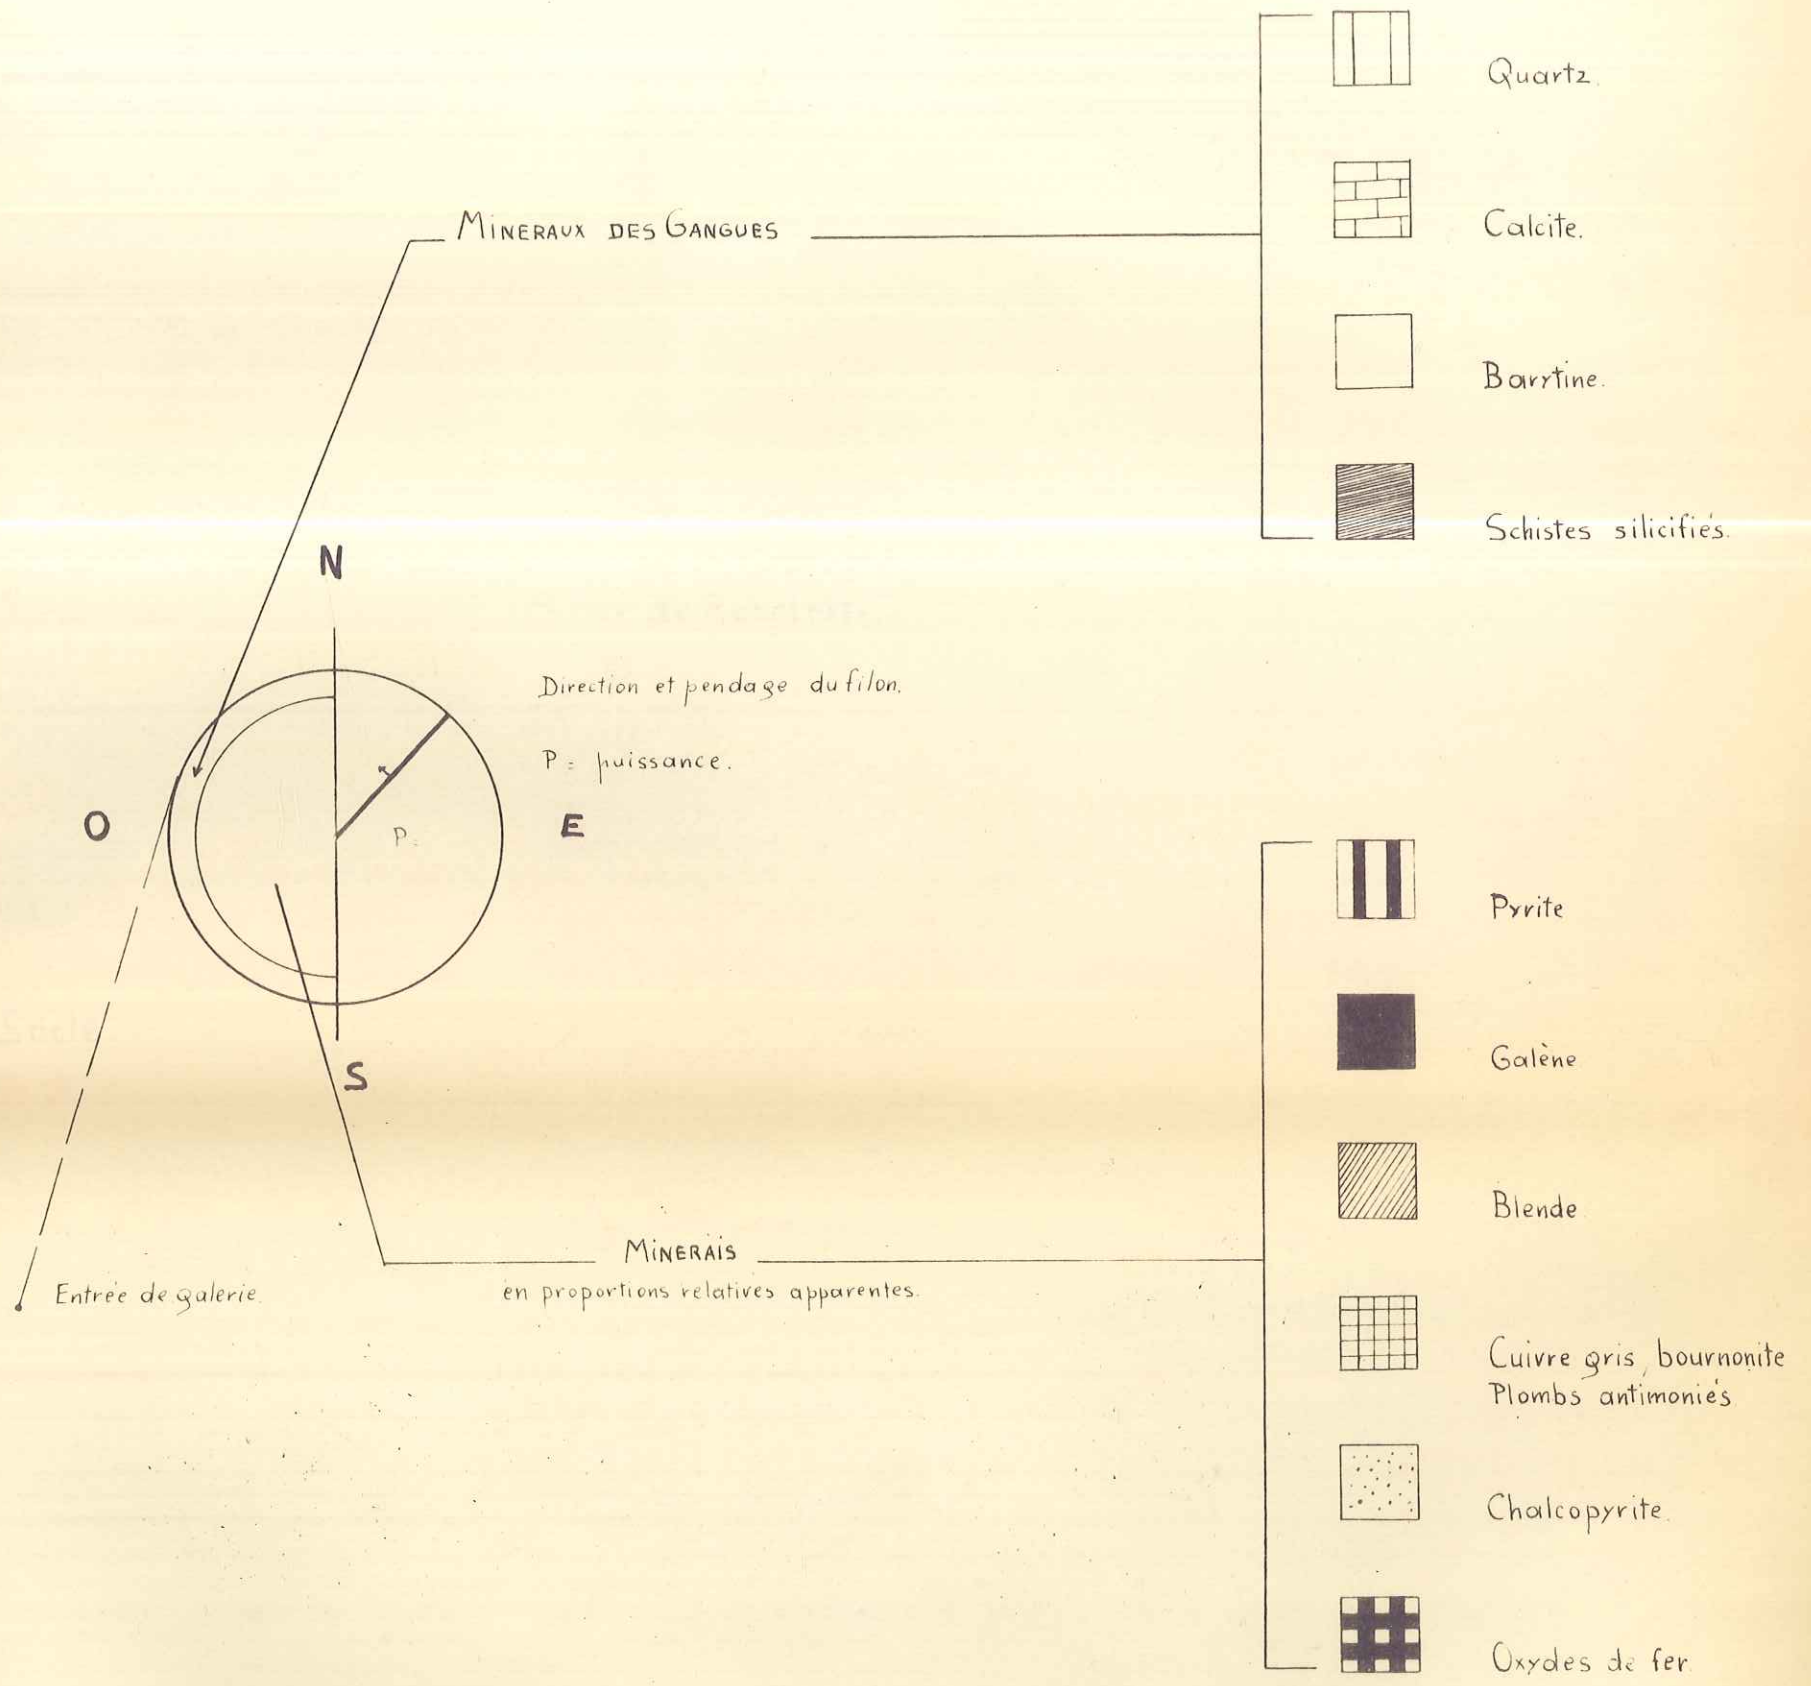 Quartz.
MINERAUX DES GANGUES
Calcite.
Barytine.
Schistes silicifiés.
N
Direction et pendage du filon.
P = puissance.
O
E
P=
Pyrite
S
Galène
Blende
MINERAIS
en proportions relatives apparentes.
Entrée de galerie.
Cuivre gris, bournonite
Plombs antimoniés
Chalcopyrite.
Oxydes de fer